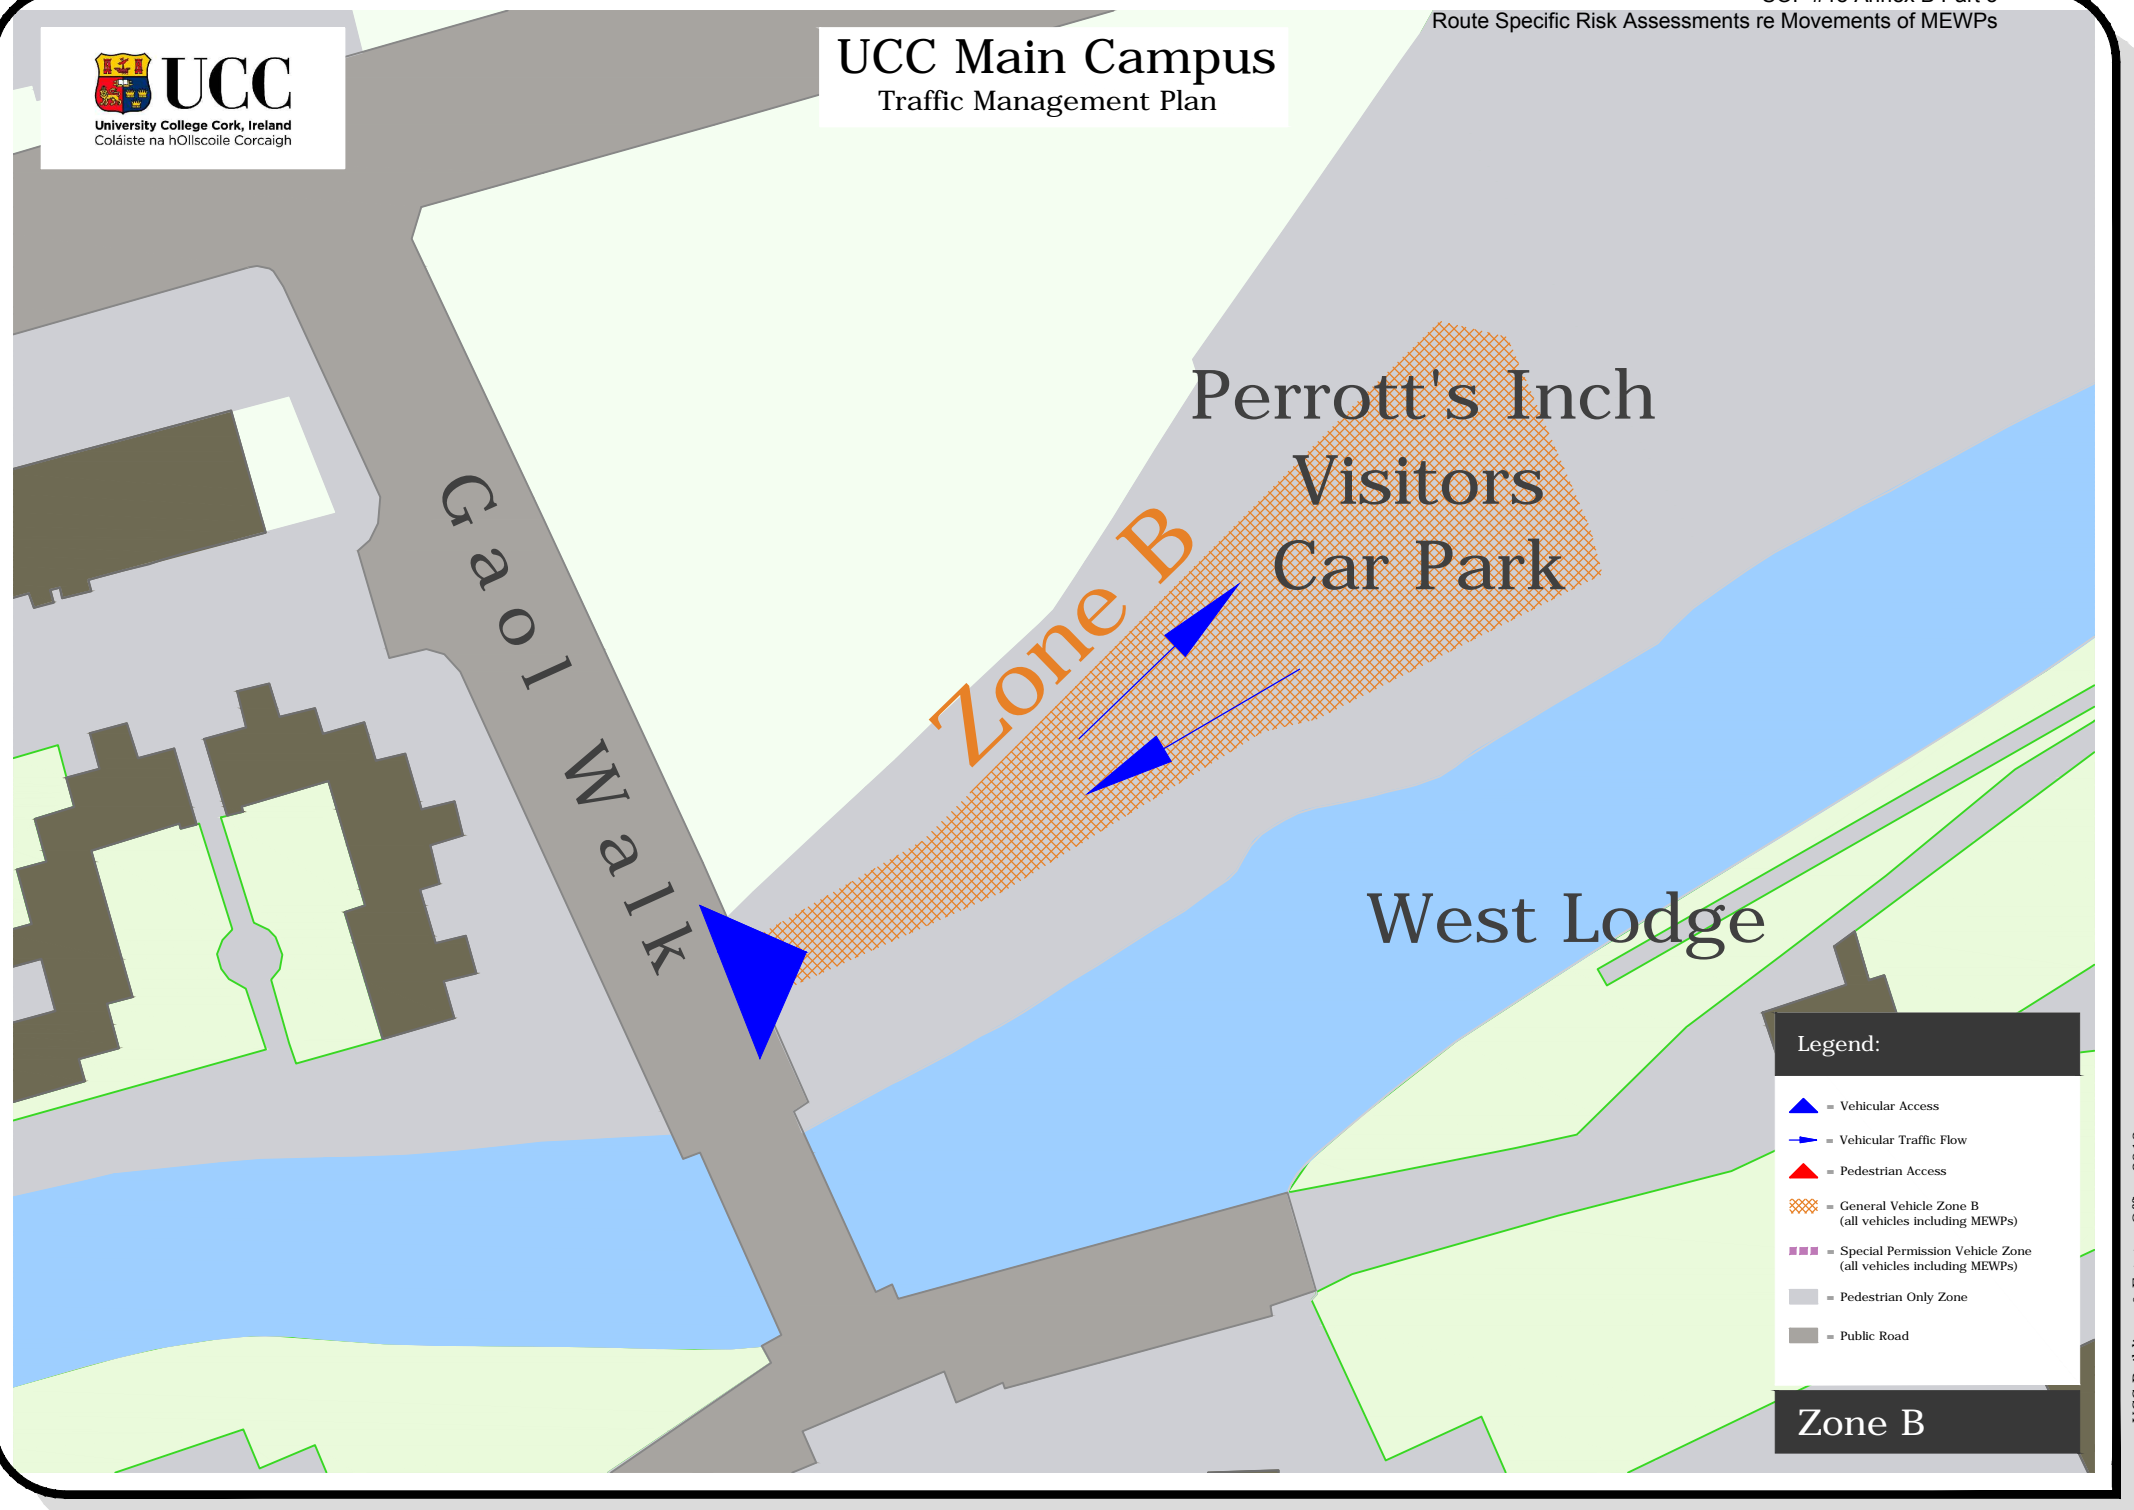 Route Specific Risk Assessments re Movements of MEWPs
UCC
University College Cork, Ireland
Coláiste na hOllscoile Corcaigh
UCC Main Campus
Traffic Management Plan
Perrott's Inch
Visitors
Car Park
Zone B
Gaol Walk
West Lodge
Legend:
= Vehicular Access
= Vehicular Traffic Flow
= Pedestrian Access
= General Vehicle Zone B
(all vehicles including MEWPs)
= Special Permission Vehicle Zone
(all vehicles including MEWPs)
= Pedestrian Only Zone
= Public Road
Zone B